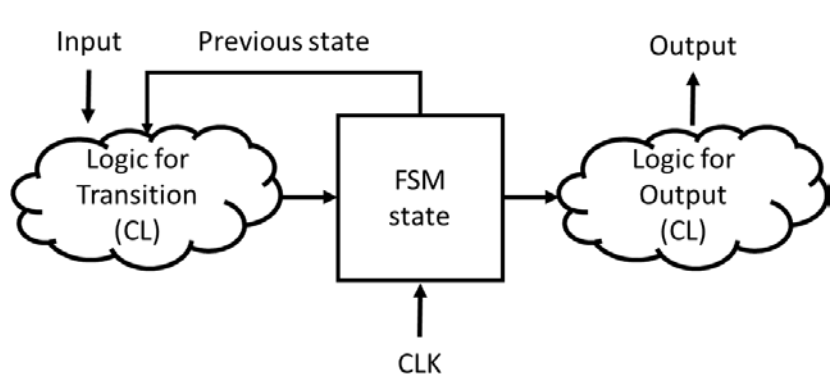 Input
Previous state
Output
Logic for
Transition
(CL)
FSM
state
Logic for
Output
(CL)
CLK